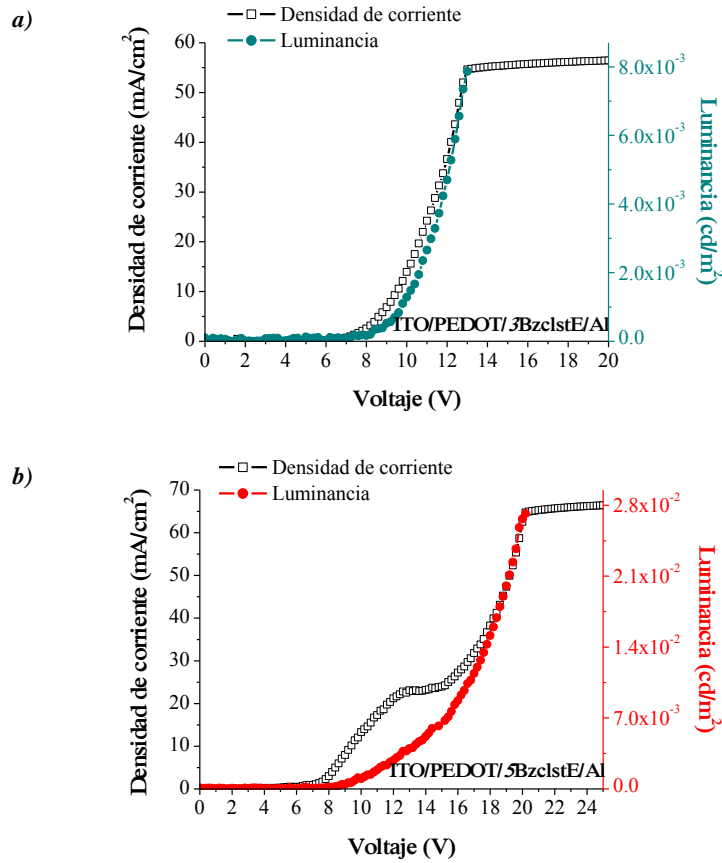 a)
Densidad de corriente
Luminancia
60
50
40
30
20
10
0
Densidad de corriente (mA/cm²)
8.0x10⁻³
6.0x10⁻³
4.0x10⁻³
2.0x10⁻³
0.0
Luminancia (cd/m²)
ITO/PEDOT/3BzclstE/Al
0 2 4 6 8 10 12 14 16 18 20
Voltaje (V)
b)
Densidad de corriente
Luminancia
70
60
50
40
30
20
10
0
Densidad de corriente (mA/cm²)
2.8x10⁻²
2.1x10⁻²
1.4x10⁻²
7.0x10⁻³
0.0
Luminancia (cd/m²)
ITO/PEDOT/5BzclstE/Al
0 2 4 6 8 10 12 14 16 18 20 22 24
Voltaje (V)